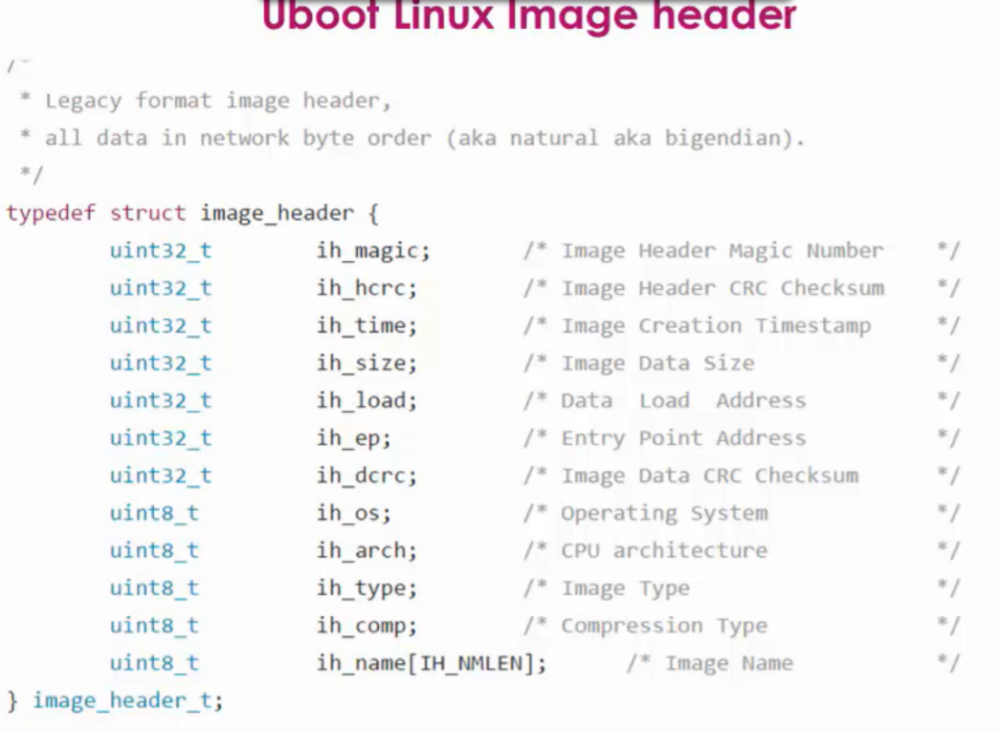 Uboot Linux Image header
/*
 * Legacy format image header,
 * all data in network byte order (aka natural aka bigendian).
 */
typedef struct image_header {
        uint32_t        ih_magic;       /* Image Header Magic Number    */
        uint32_t        ih_hcrc;        /* Image Header CRC Checksum    */
        uint32_t        ih_time;        /* Image Creation Timestamp     */
        uint32_t        ih_size;        /* Image Data Size              */
        uint32_t        ih_load;        /* Data  Load  Address          */
        uint32_t        ih_ep;          /* Entry Point Address          */
        uint32_t        ih_dcrc;        /* Image Data CRC Checksum      */
        uint8_t         ih_os;          /* Operating System             */
        uint8_t         ih_arch;        /* CPU architecture             */
        uint8_t         ih_type;        /* Image Type                   */
        uint8_t         ih_comp;        /* Compression Type             */
        uint8_t         ih_name[IH_NMLEN];      /* Image Name           */
} image_header_t;